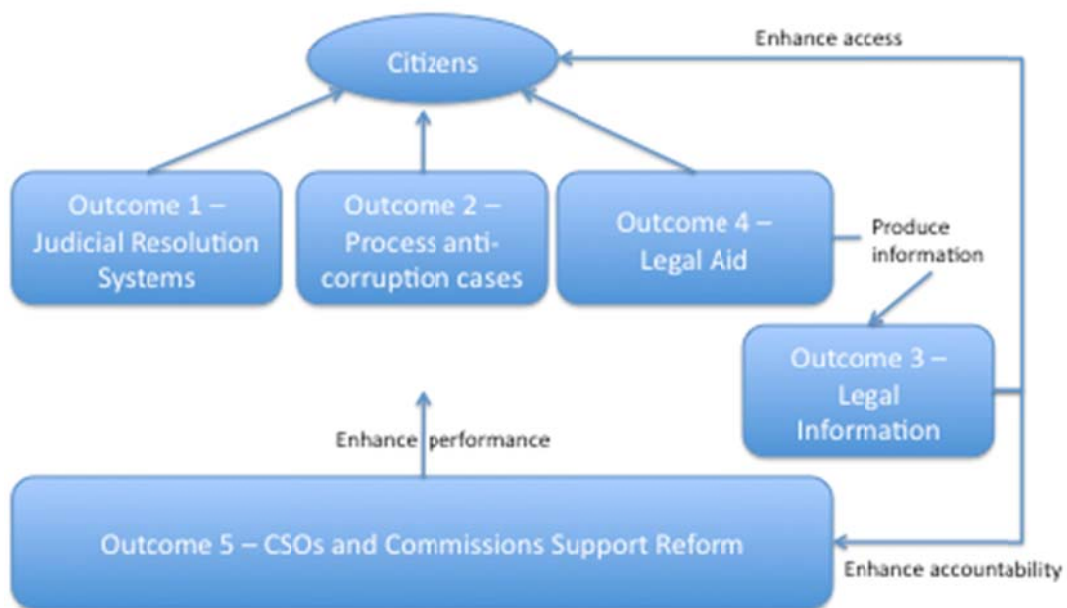 Enhance access
Citizens
Outcome 1 –
Judicial Resolution
Systems
Outcome 2 –
Process anti-
corruption cases
Outcome 4 –
Legal Aid
Produce
information
Outcome 3 –
Legal
Information
Enhance performance
Outcome 5 – CSOs and Commissions Support Reform
Enhance accountability